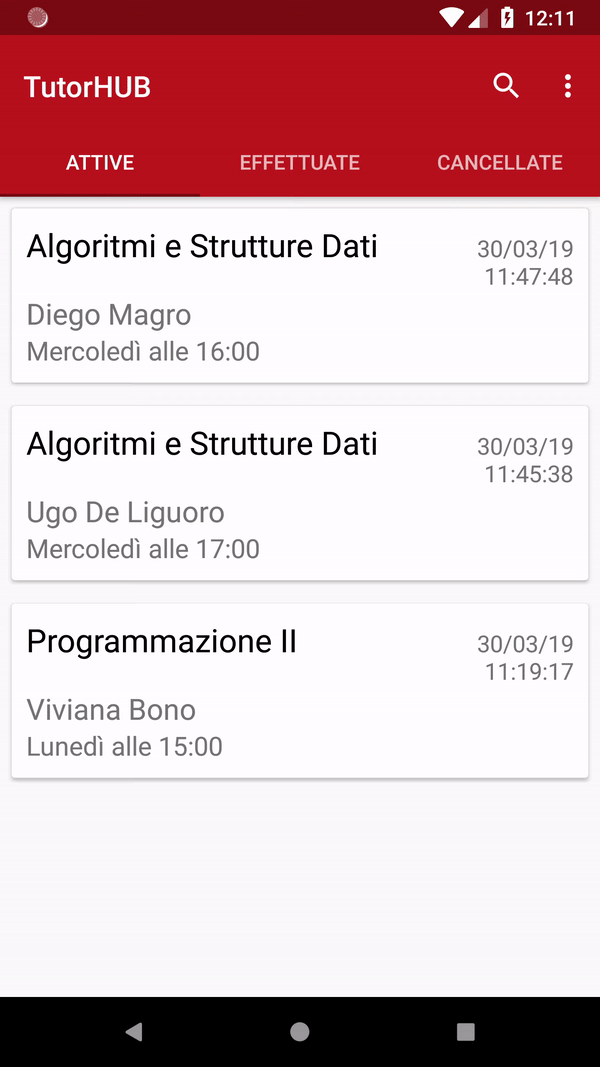 12:11
TutorHUB
ATTIVE EFFETTUATE CANCELLATE
Algoritmi e Strutture Dati 30/03/19
11:47:48
Diego Magro
Mercoledì alle 16:00
Algoritmi e Strutture Dati 30/03/19
11:45:38
Ugo De Liguoro
Mercoledì alle 17:00
Programmazione II 30/03/19
11:19:17
Viviana Bono
Lunedì alle 15:00